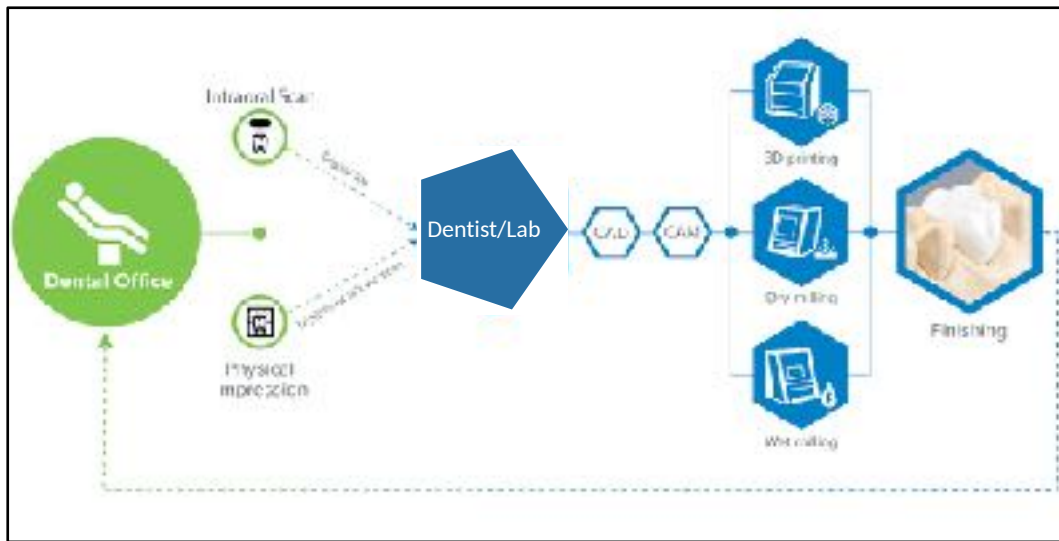 Intraoral Scan
Dental Office
Physical
Impression
Dentist/Lab
CAD
CAM
3D printing
Dry milling
Wet milling
Finishing